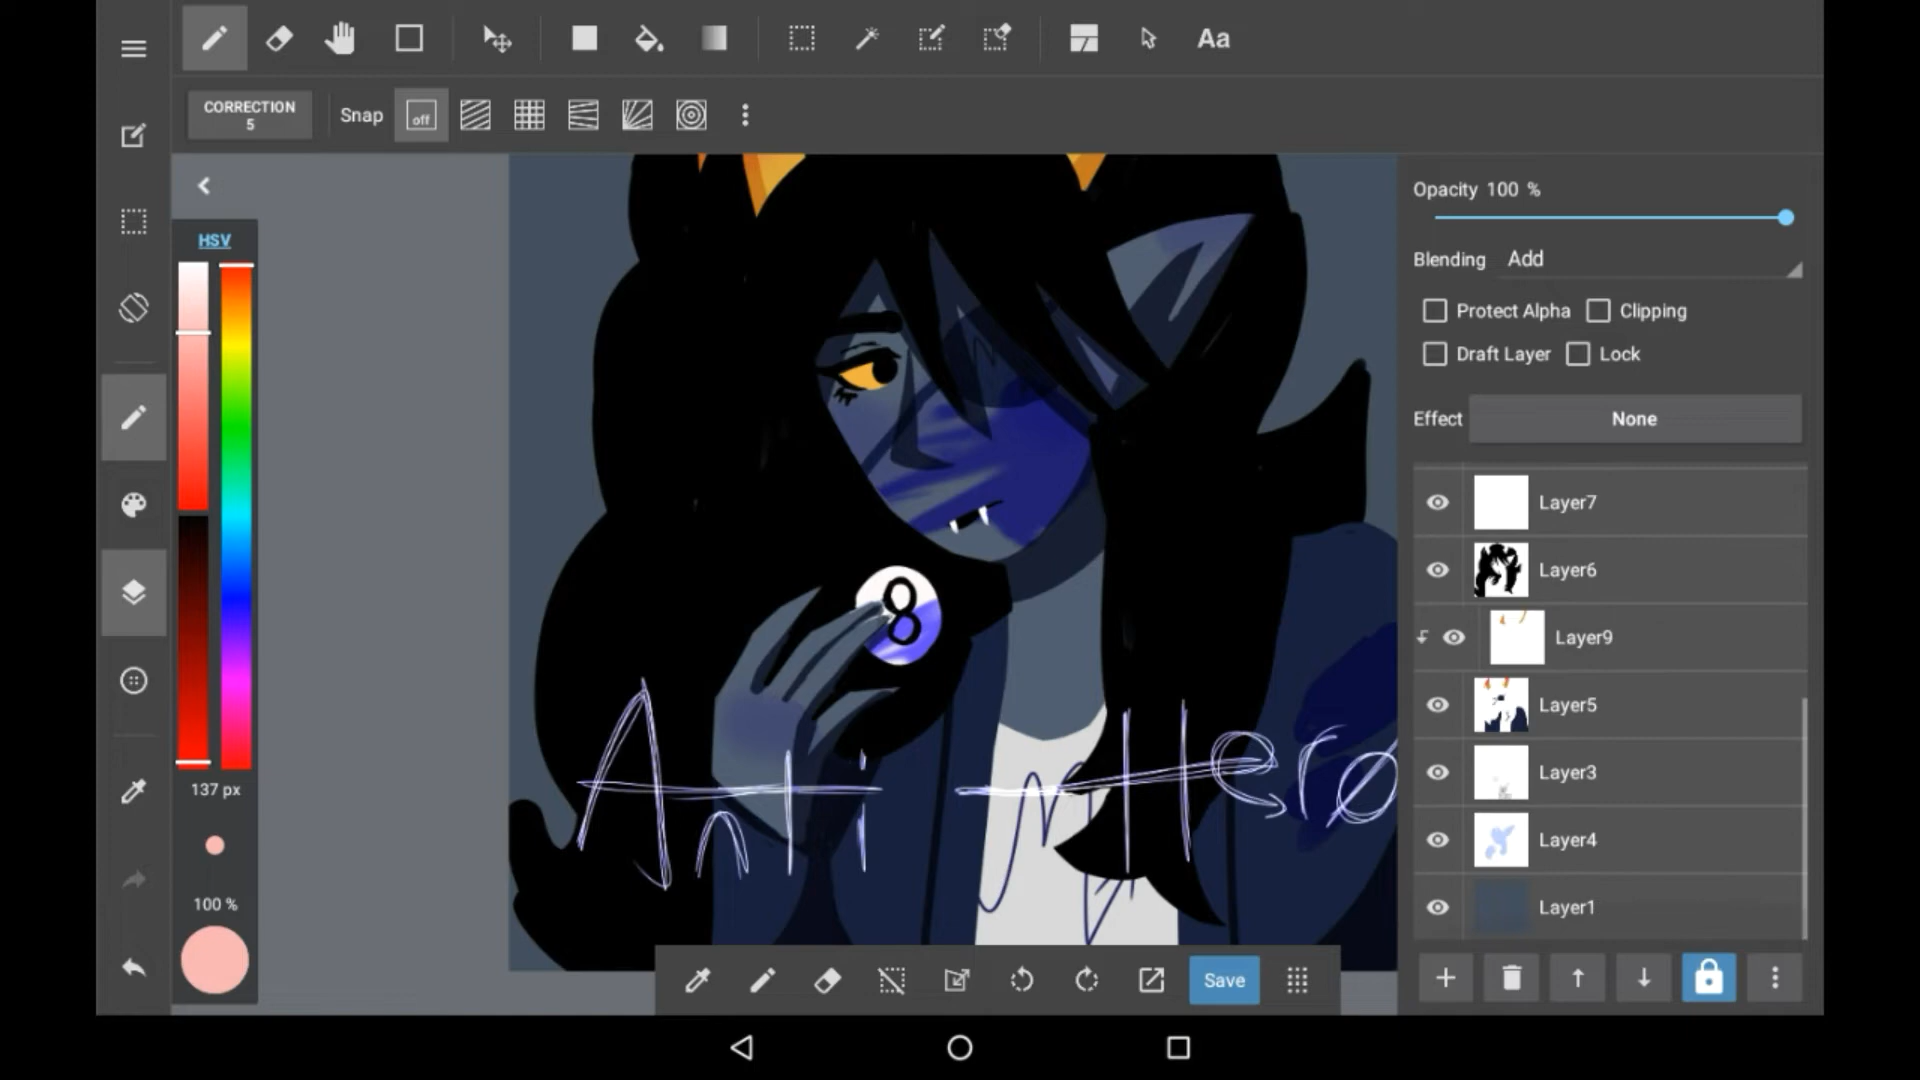 Aa
CORRECTION
5
Snap
off
HSV
Opacity 100 %
Blending Add
Protect Alpha Clipping
Draft Layer Lock
Effect None
Layer7
Layer6
Layer9
Layer5
Layer3
Layer4
Layer1
137 px
100 %
8
Anti-Hero
Save